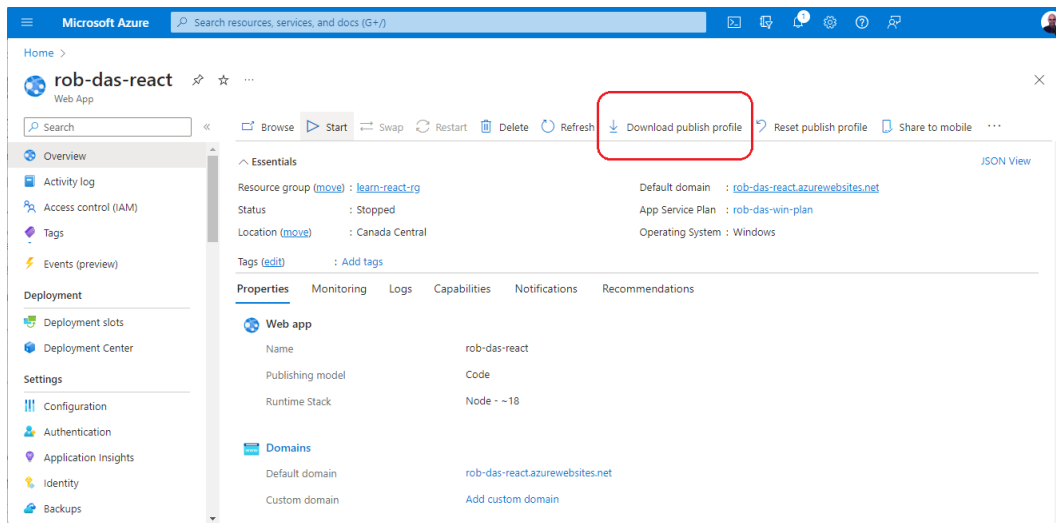 Microsoft Azure
Search resources, services, and docs (G+/)
1
Home >
rob-das-react
Web App
Search
Browse Start Swap Restart Delete Refresh Download publish profile Reset publish profile Share to mobile
Overview
Activity log
Access control (IAM)
Tags
Events (preview)
Deployment
Deployment slots
Deployment Center
Settings
Configuration
Authentication
Application Insights
Identity
Backups
Essentials
JSON View
Resource group (move) : learn-react-rg
Status : Stopped
Location (move) : Canada Central
Default domain : rob-das-react.azurewebsites.net
App Service Plan : rob-das-win-plan
Operating System : Windows
Tags (edit) : Add tags
Properties Monitoring Logs Capabilities Notifications Recommendations
Web app
Name rob-das-react
Publishing model Code
Runtime Stack Node - ~18
Domains
Default domain rob-das-react.azurewebsites.net
Custom domain Add custom domain